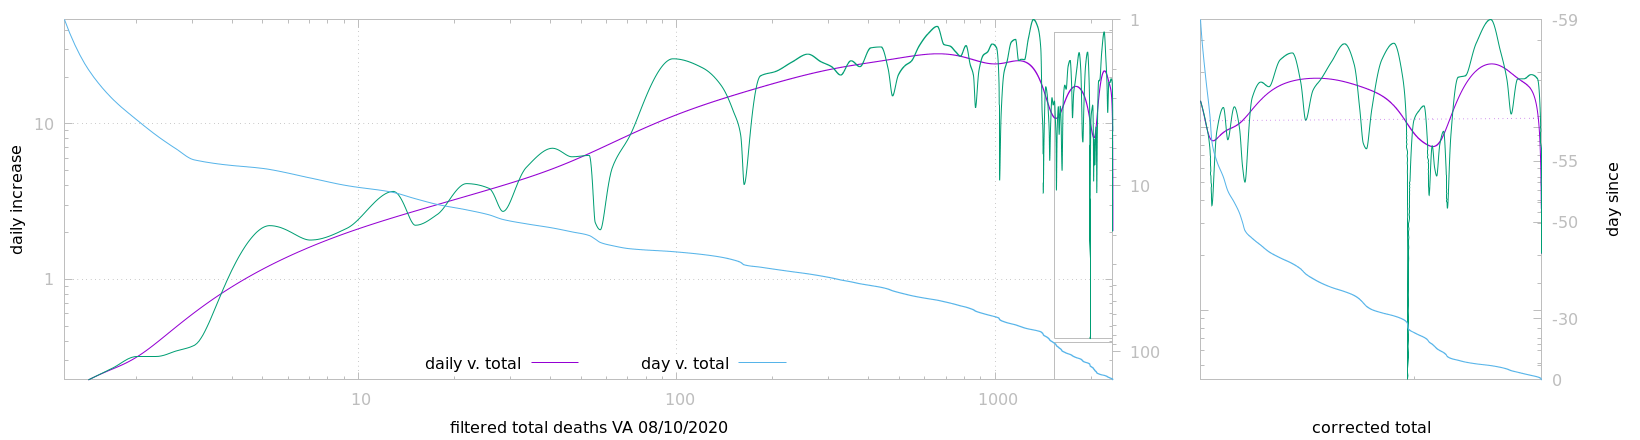 daily increase
10
1
daily v. total
day v. total
10
100
1000
filtered total deaths VA 08/10/2020
1
10
100
corrected total
-59
-55
-50
-30
0
day since